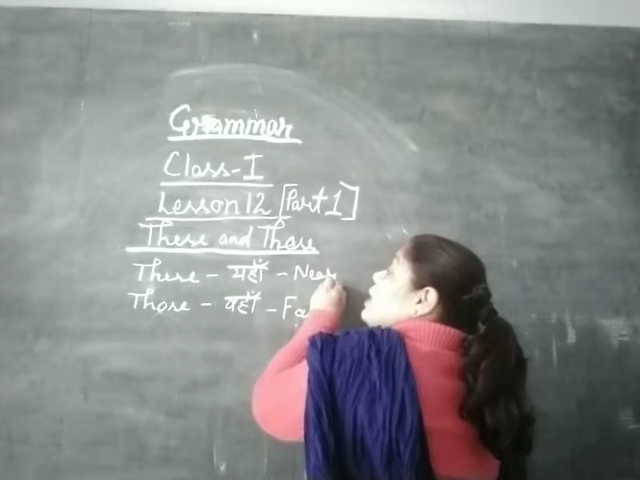 Grammar
Class-I
Lesson 12 [Part 1]
These and Those
These - यहाँ - Near
Those - वहाँ - Fa